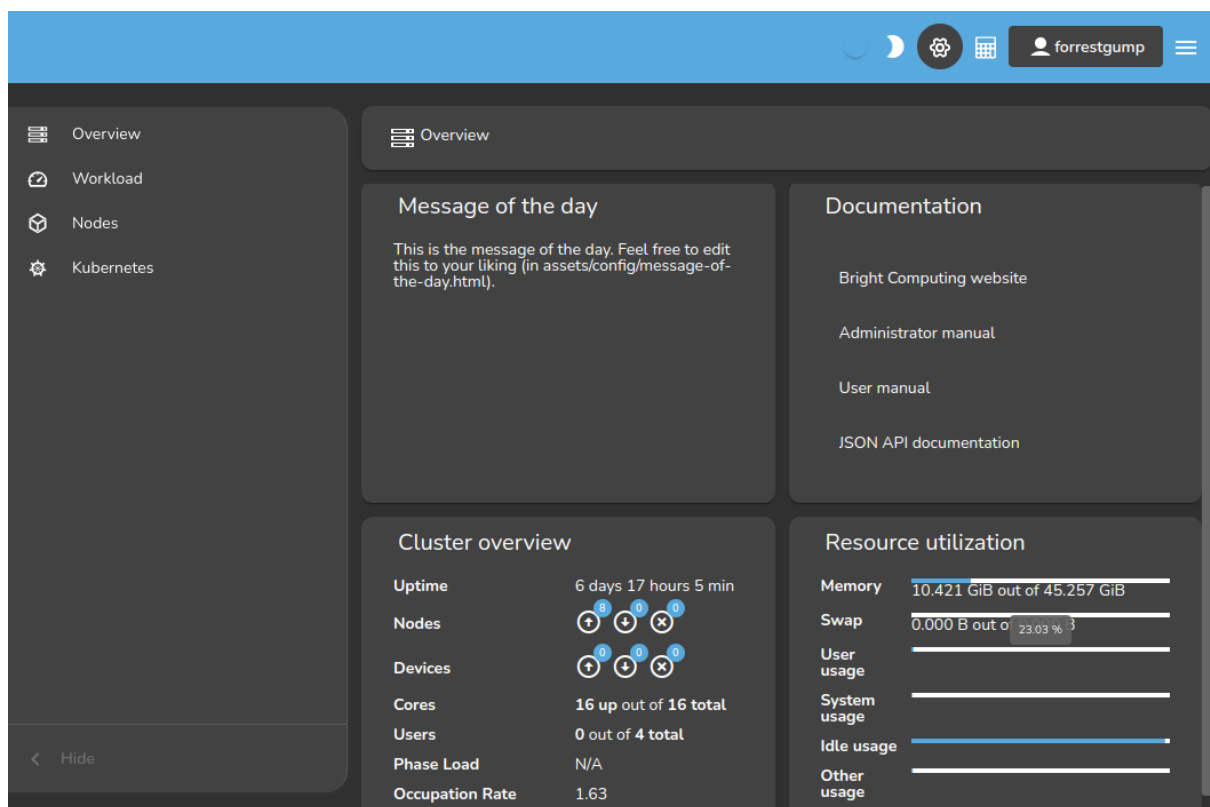 forrestgump
Overview
Workload
Nodes
Kubernetes
Hide
Overview
Message of the day
This is the message of the day. Feel free to edit
this to your liking (in assets/config/message-of-
the-day.html).
Documentation
Bright Computing website
Administrator manual
User manual
JSON API documentation
Cluster overview
Uptime 6 days 17 hours 5 min
Nodes 8 0 0
Devices 0 0 0
Cores 16 up out of 16 total
Users 0 out of 4 total
Phase Load N/A
Occupation Rate 1.63
Resource utilization
Memory 10.421 GiB out of 45.257 GiB
Swap 0.000 B out of B
23.03 %
User
usage
System
usage
Idle usage
Other
usage